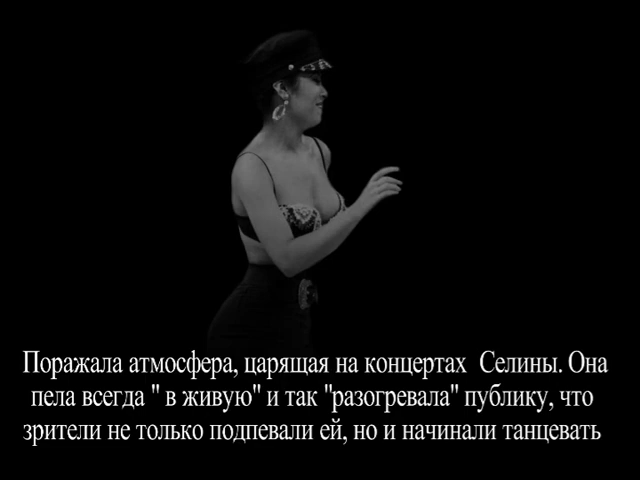 Поражала атмосфера, царящая на концертах Селины. Она
пела всегда " в живую" и так "разогревала" публику, что
зрители не только подпевали ей, но и начинали танцевать